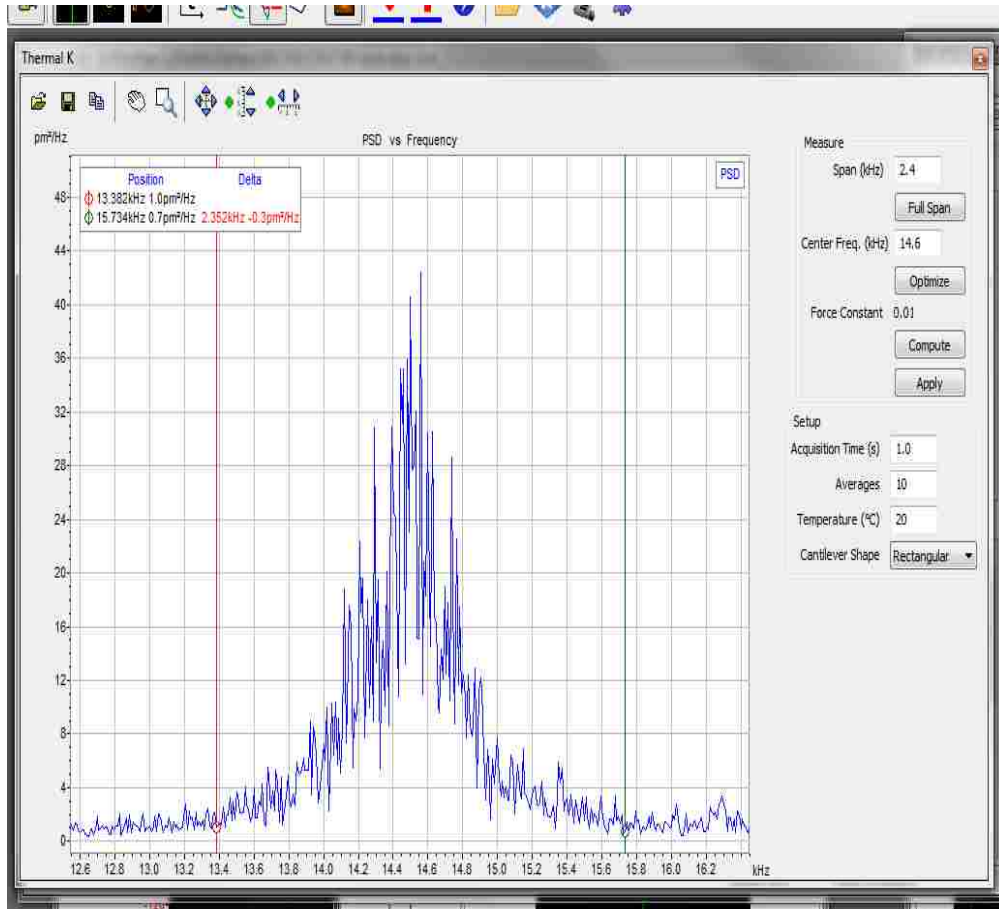 Thermal K
pm²/Hz
PSD vs Frequency
PSD
Position Delta
13.382kHz 1.0pm²/Hz
15.734kHz 0.7pm²/Hz 2.352kHz -0.3pm²/Hz
48
44
40
36
32
28
24
20
16
12
8
4
0
12.6 12.8 13.0 13.2 13.4 13.6 13.8 14.0 14.2 14.4 14.6 14.8 15.0 15.2 15.4 15.6 15.8 16.0 16.2 kHz
Measure
Span (kHz) 2.4
Full Span
Center Freq. (kHz) 14.6
Optimize
Force Constant 0.01
Compute
Apply
Setup
Acquisition Time (s) 1.0
Averages 10
Temperature (°C) 20
Cantilever Shape Rectangular